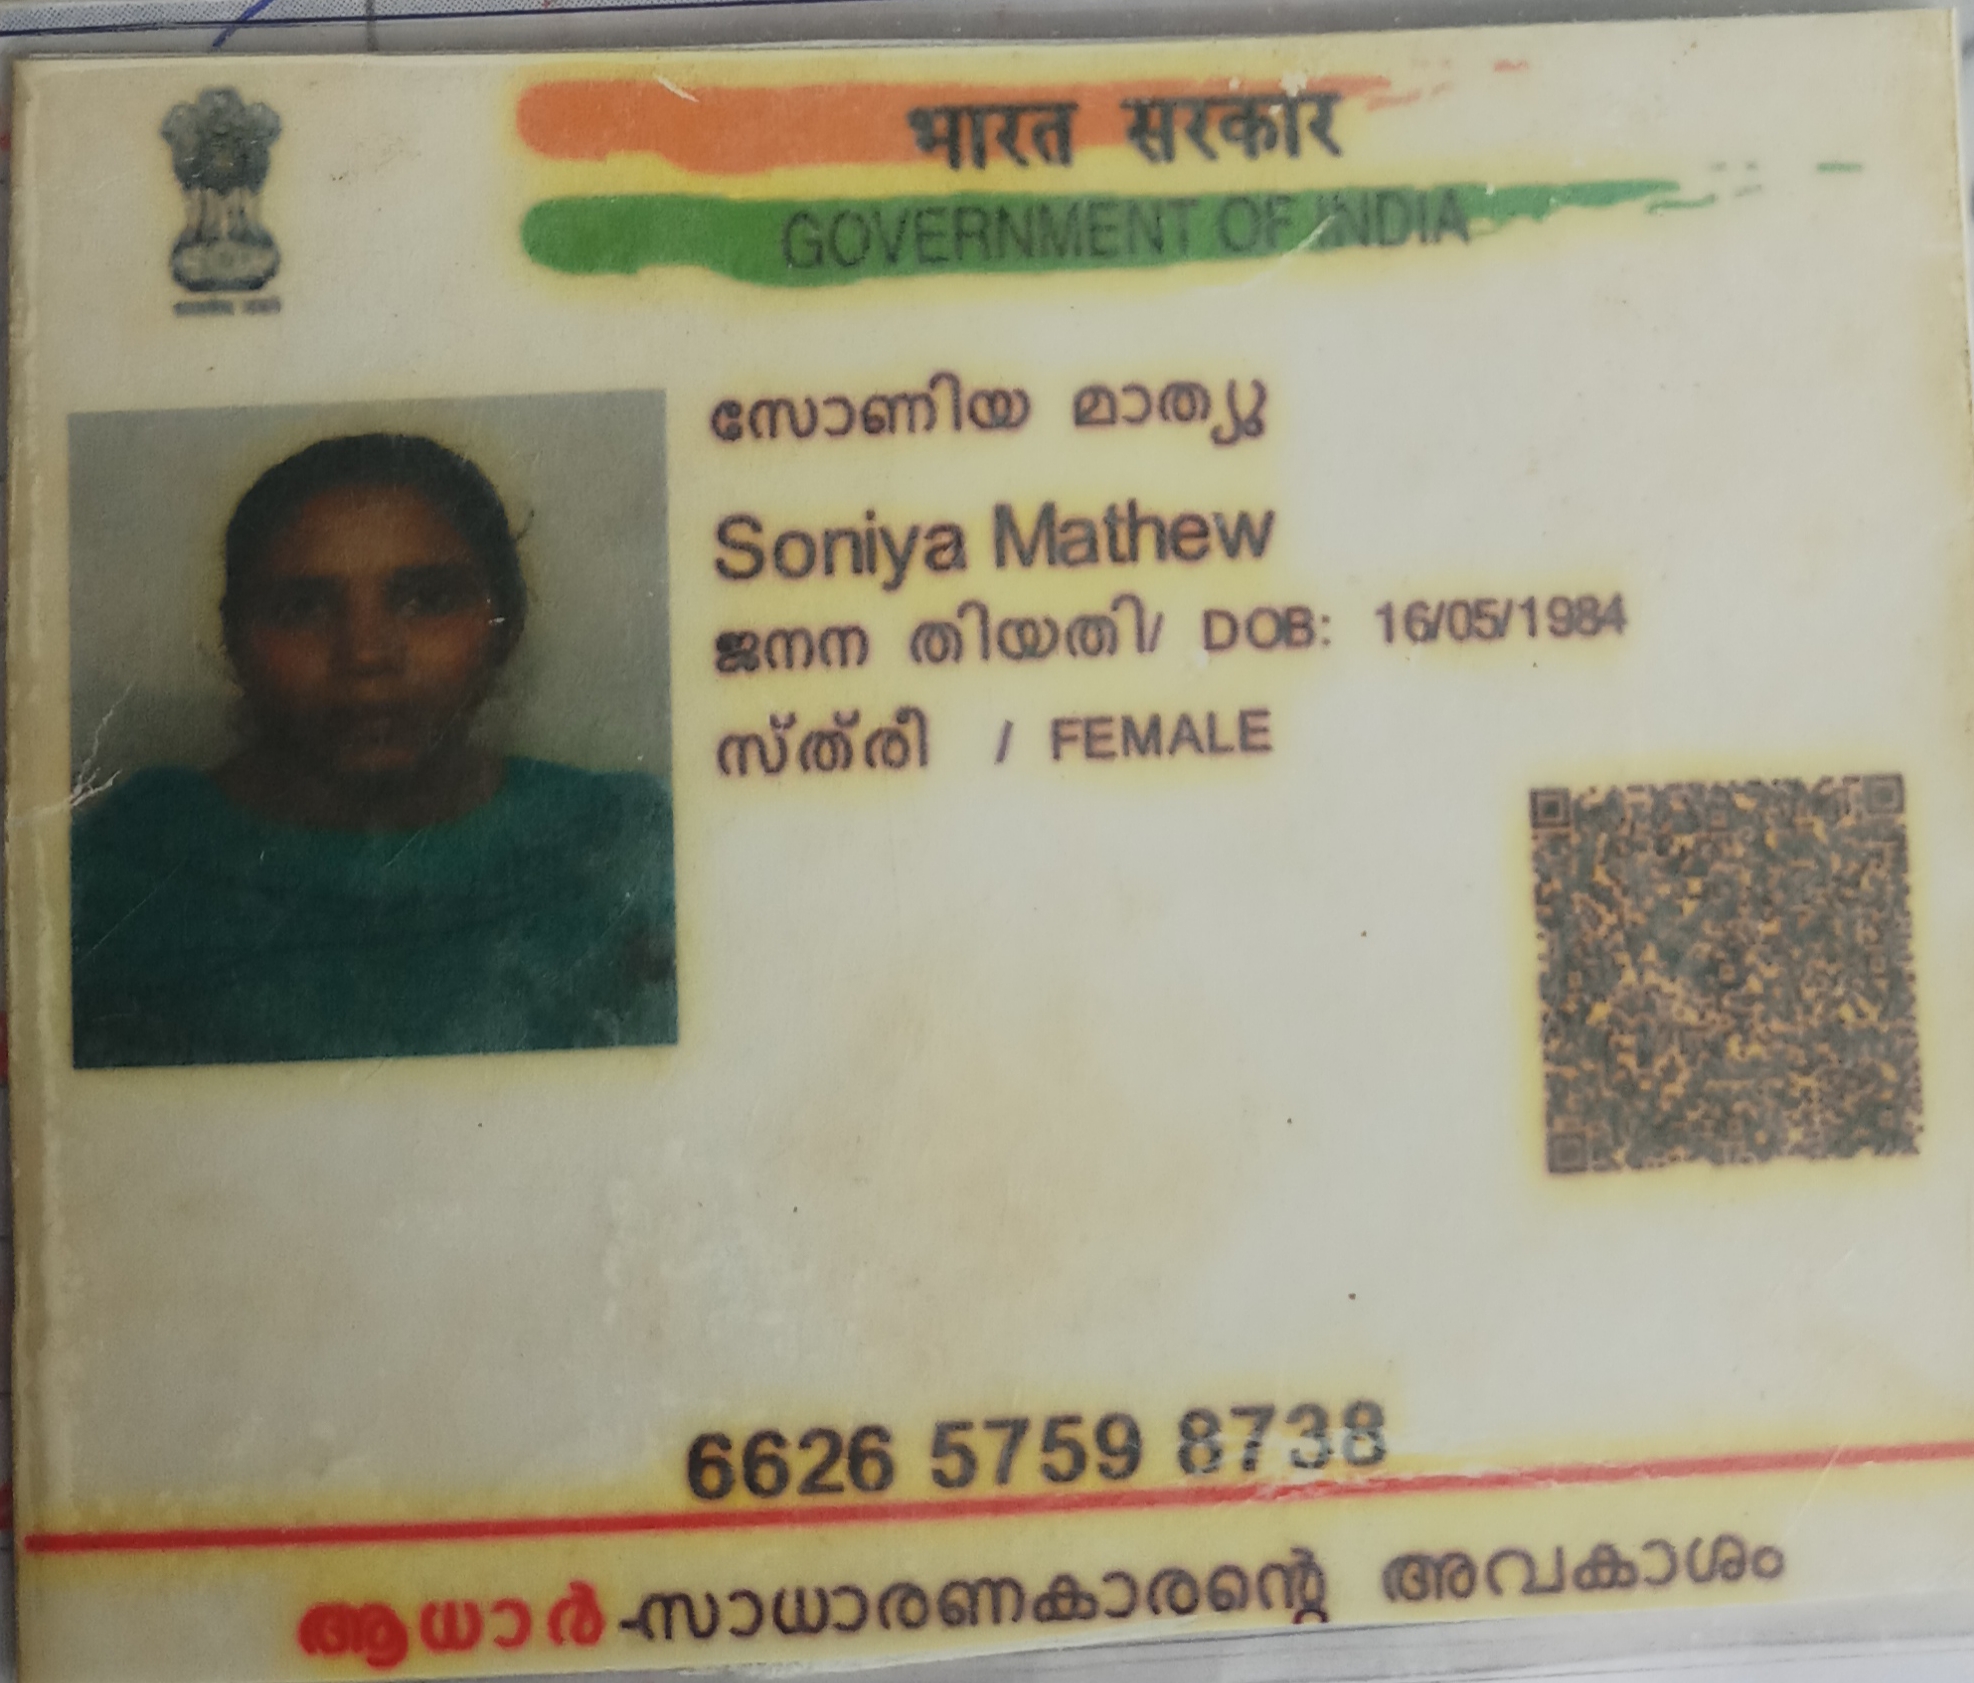 भारत सरकार
GOVERNMENT OF INDIA
സോണിയ മാത്യു
Soniya Mathew
ജനന തിയതി/ DOB: 16/05/1984
സ്ത്രീ / FEMALE
6626 5759 8738
ആധാർ-സാധാരണകാരന്റെ അവകാശം